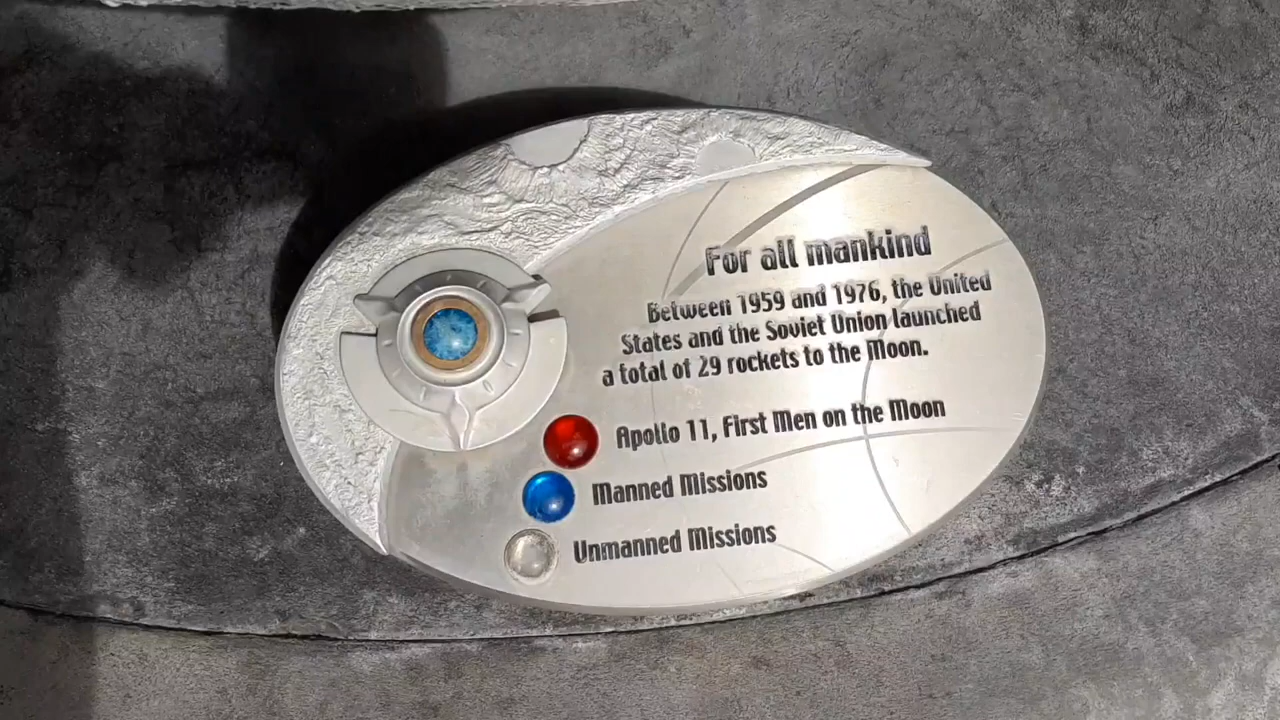 For all mankind
Between 1959 and 1976, the United
States and the Soviet Union launched
a total of 29 rockets to the Moon.
Apollo 11, First Men on the Moon
Manned Missions
Unmanned Missions